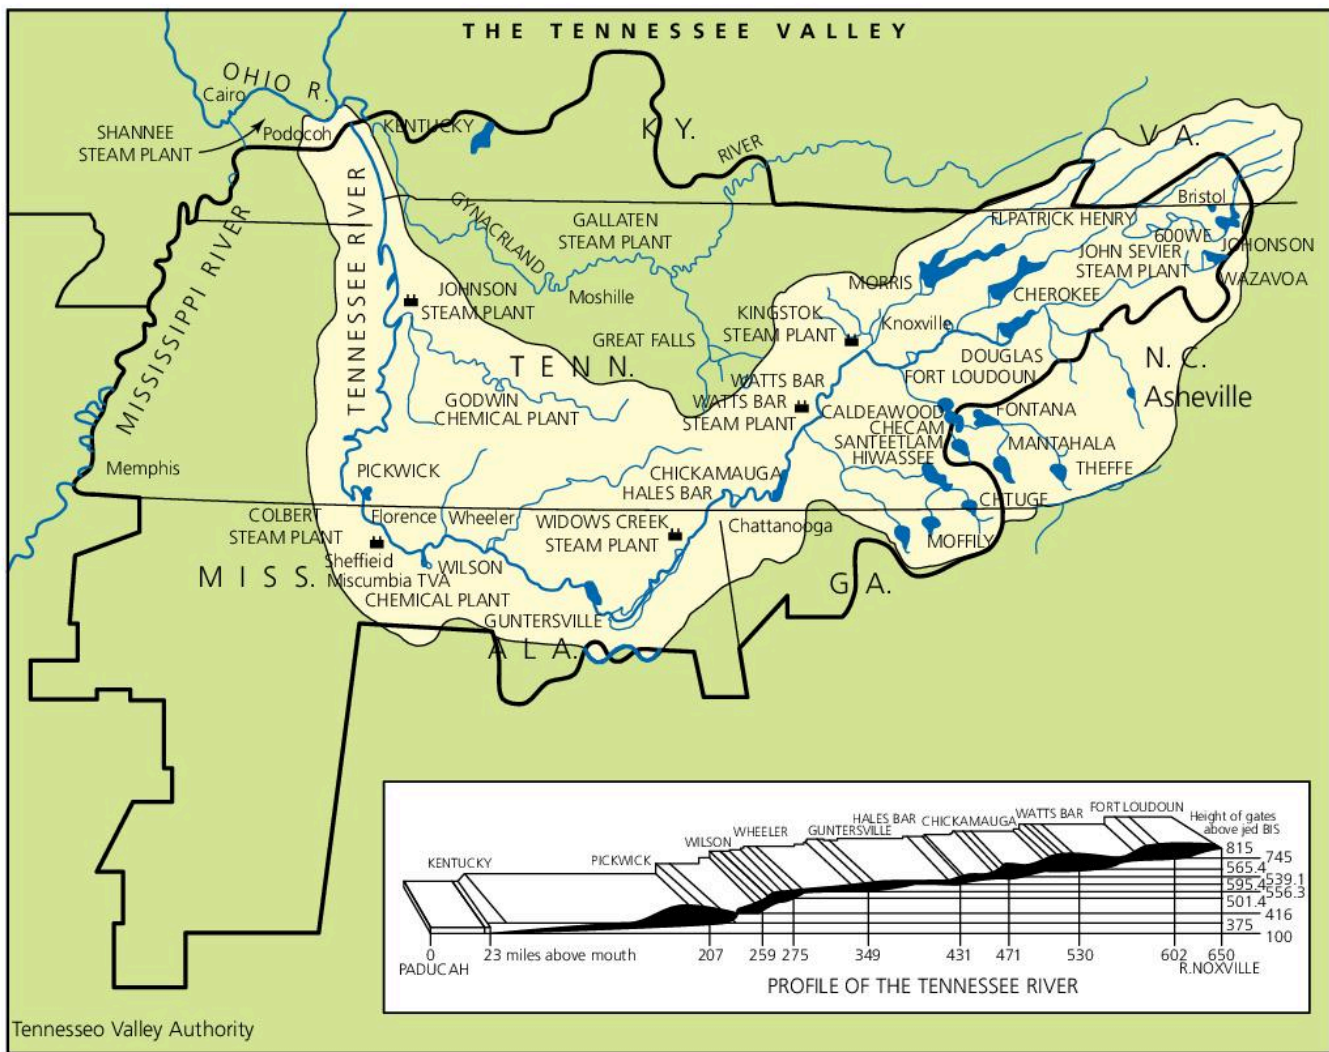 THE TENNESSEE VALLEY
OHIO R.
Cairo
SHANNEE
STEAM PLANT
Podocoh
KENTUCKY
K Y.
RIVER
V A.
MISSISSIPPI RIVER
TENNESSEE RIVER
GYNACRLAND
GALLATEN
STEAM PLANT
Bristol
FLPATRICK HENRY
600WE
JOHONSON
JOHN SEVIER
STEAM PLANT
WAZAVOA
MORRIS
CHEROKEE
JOHNSON
STEAM PLANT
Moshille
KINGSTOK
STEAM PLANT
Knoxville
GREAT FALLS
T E N N.
DOUGLAS
FORT LOUDOUN
N. C.
Asheville
WATTS BAR
WATTS BAR
STEAM PLANT
GODWIN
CHEMICAL PLANT
CALDEAWOOD
CHECAM
SANTEETLAM
HIWASSEE
FONTANA
MANTAHALA
THEFFE
Memphis
PICKWICK
CHICKAMAUGA
HALES BAR
CHTUGE
COLBERT
STEAM PLANT
Florence
Wheeler
WIDOWS CREEK
STEAM PLANT
Chattanooga
MOFFILY
M I S S.
Sheffieid
Miscumbia TVA
WILSON
CHEMICAL PLANT
G A.
GUNTERSVILLE
A L A.
KENTUCKY
PICKWICK
WILSON
WHEELER
GUNTERSVILLE
HALES BAR
CHICKAMAUGA
WATTS BAR
FORT LOUDOUN
Height of gates
above jed BIS
815
745
565.4
539.1
595.4
556.3
501.4
416
375
100
0
23 miles above mouth
207
259
275
349
431
471
530
602
650
PADUCAH
R.NOXVILLE
PROFILE OF THE TENNESSEE RIVER
Tennesseo Valley Authority